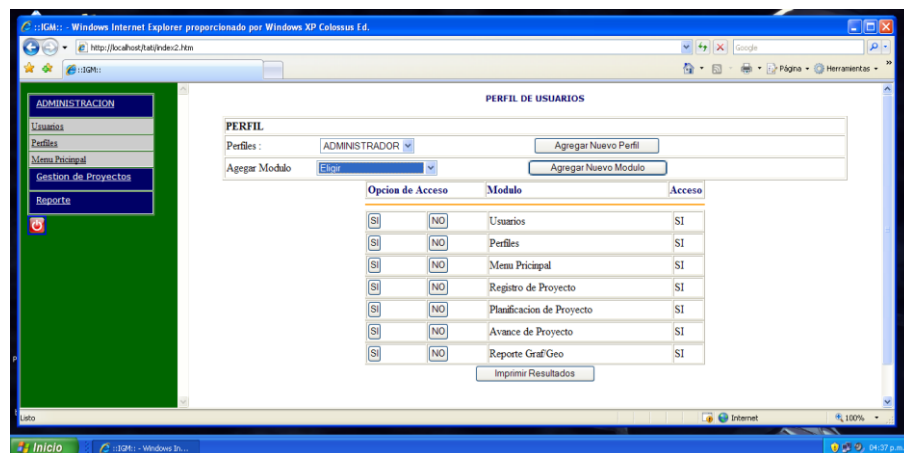 ::IGM:: - Windows Internet Explorer proporcionado por Windows XP Colossus Ed.
http://localhost/tati/index2.htm
Google
::IGM::
Página
Herramientas
ADMINISTRACION
Usuarios
Perfiles
Menu Pricinpal
Gestion de Proyectos
Reporte
PERFIL DE USUARIOS
PERFIL
Perfiles : ADMINISTRADOR Agregar Nuevo Perfil
Agegar Modulo Eligir Agregar Nuevo Modulo
Opcion de Acceso Modulo Acceso
SI NO Usuarios SI
SI NO Perfiles SI
SI NO Menu Pricinpal SI
SI NO Registro de Proyecto SI
SI NO Planificacion de Proyecto SI
SI NO Avance de Proyecto SI
SI NO Reporte Graf/Geo SI
Imprimir Resultados
Listo
Internet
100%
Inicio
::IGM:: - Windows In...
04:37 p.m.